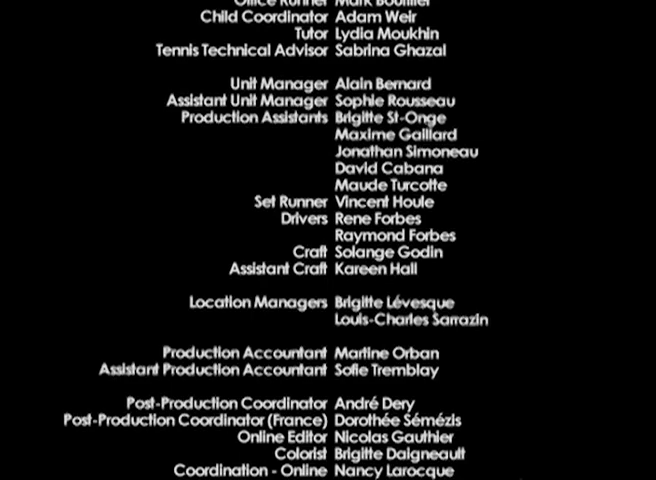 Office Runner Mark Boutilier
Child Coordinator Adam Weir
Tutor Lydia Moukhin
Tennis Technical Advisor Sabrina Ghazal
Unit Manager Alain Bernard
Assistant Unit Manager Sophie Rousseau
Production Assistants Brigitte St-Onge
Maxime Gaillard
Jonathan Simoneau
David Cabana
Maude Turcotte
Set Runner Vincent Houle
Drivers Rene Forbes
Raymond Forbes
Craft Solange Godin
Assistant Craft Kareen Hall
Location Managers Brigitte Lévesque
Louis-Charles Sarrazin
Production Accountant Martine Orban
Assistant Production Accountant Sofie Tremblay
Post-Production Coordinator André Dery
Post-Production Coordinator (France) Dorothée Sémézis
Online Editor Nicolas Gauthier
Colorist Brigitte Daigneault
Coordination - Online Nancy Larocque